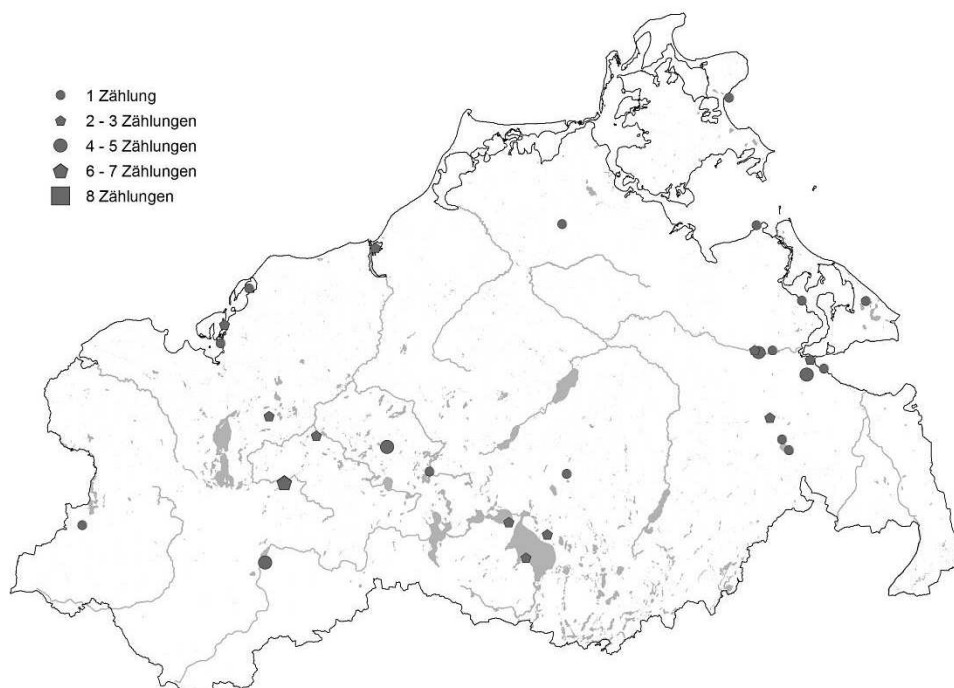 1 Zählung
2 - 3 Zählungen
4 - 5 Zählungen
6 - 7 Zählungen
8 Zählungen